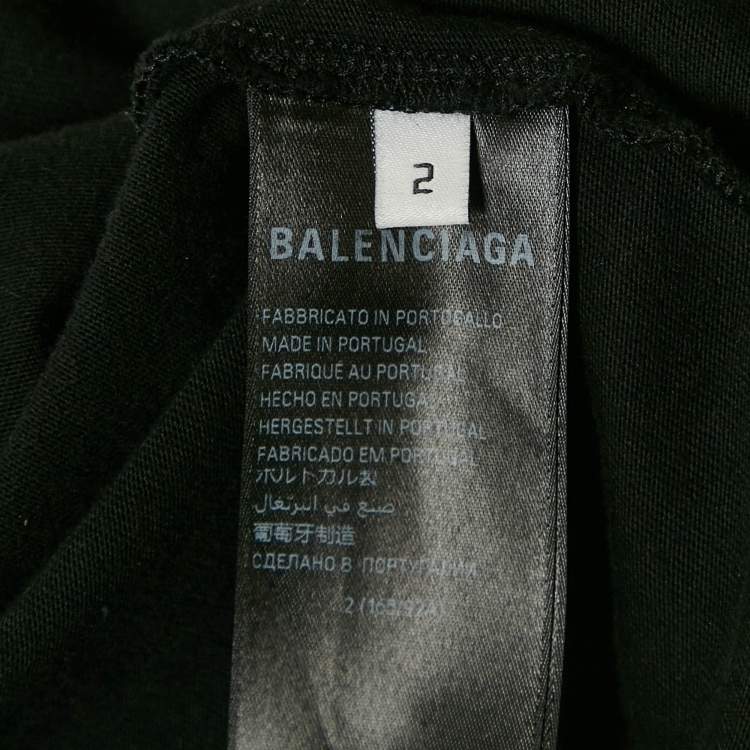 2
BALENCIAGA
FABBRICATO IN PORTOGALLO
MADE IN PORTUGAL
FABRIQUÉ AU PORTUGAL
HECHO EN PORTUGAL
HERGESTELLT IN PORTUGAL
FABRICADO EM PORTUGAL
ポルトガル製
صنع في البرتغال
葡萄牙制造
СДЕЛАНО В ПОРТУГАЛИИ
2 (165/92A)